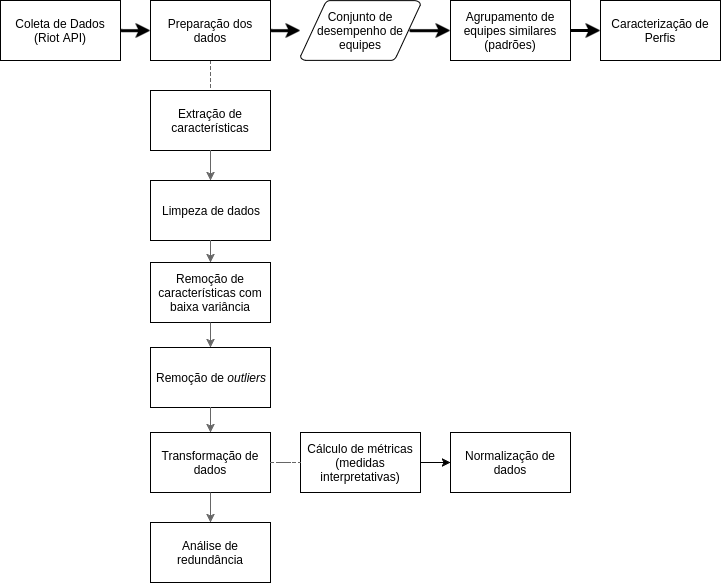 Coleta de Dados
(Riot API)
Preparação dos
dados
Conjunto de
desempenho de
equipes
Agrupamento de
equipes similares
(padrões)
Caracterização de
Perfis
Extração de
características
Limpeza de dados
Remoção de
características com
baixa variância
Remoção de outliers
Transformação de
dados
Cálculo de métricas
(medidas
interpretativas)
Normalização de
dados
Análise de
redundância